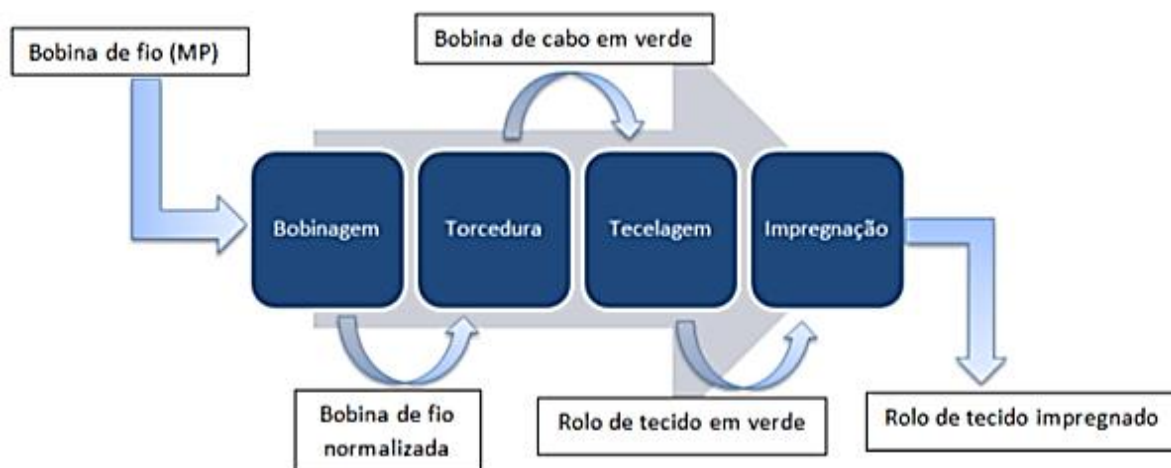 Bobina de fio (MP)
Bobina de cabo em verde
Bobinagem
Torcedura
Tecelagem
Impregnação
Bobina de fio
normalizada
Rolo de tecido em verde
Rolo de tecido impregnado